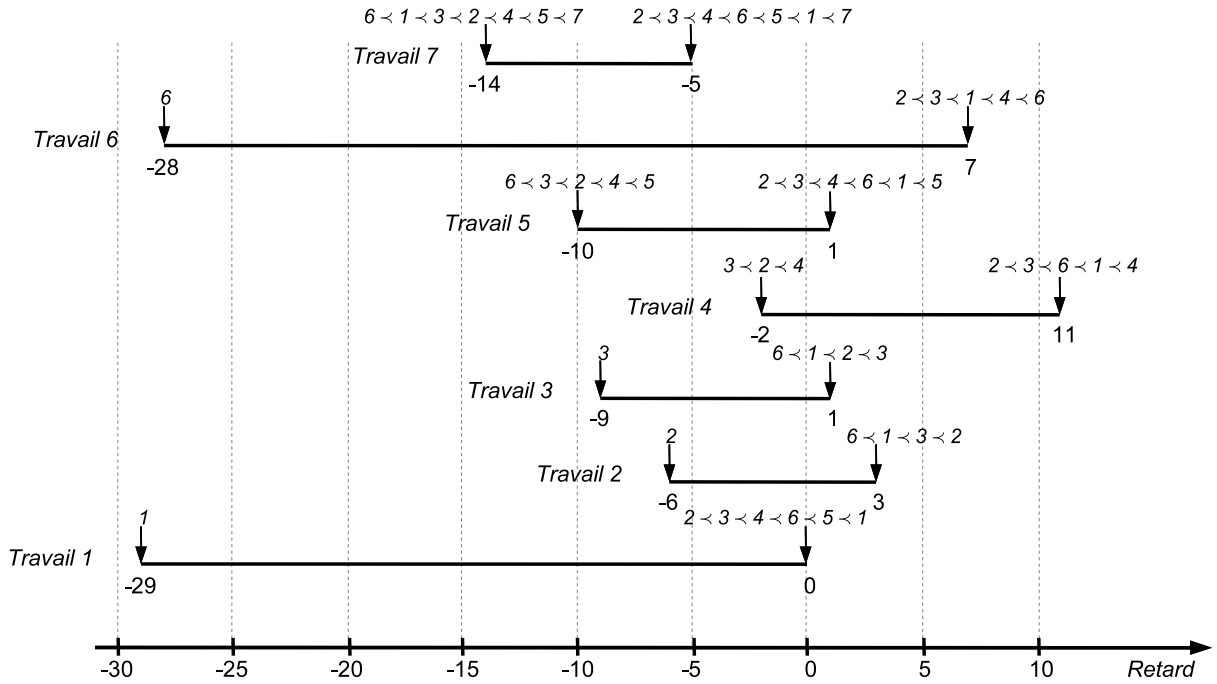 6 ≺ 1 ≺ 3 ≺ 2 ≺ 4 ≺ 5 ≺ 7 2 ≺ 3 ≺ 4 ≺ 6 ≺ 5 ≺ 1 ≺ 7
Travail 7
-14 -5
6 2 ≺ 3 ≺ 1 ≺ 4 ≺ 6
Travail 6
-28 7
6 ≺ 3 ≺ 2 ≺ 4 ≺ 5 2 ≺ 3 ≺ 4 ≺ 6 ≺ 1 ≺ 5
Travail 5
-10 1
3 ≺ 2 ≺ 4 2 ≺ 3 ≺ 6 ≺ 1 ≺ 4
Travail 4
-2 11
3 6 ≺ 1 ≺ 2 ≺ 3
Travail 3
-9 1
2 6 ≺ 1 ≺ 3 ≺ 2
Travail 2
-6 3
1 2 ≺ 3 ≺ 4 ≺ 6 ≺ 5 ≺ 1
Travail 1
-29 0
-30 -25 -20 -15 -10 -5 0 5 10 Retard